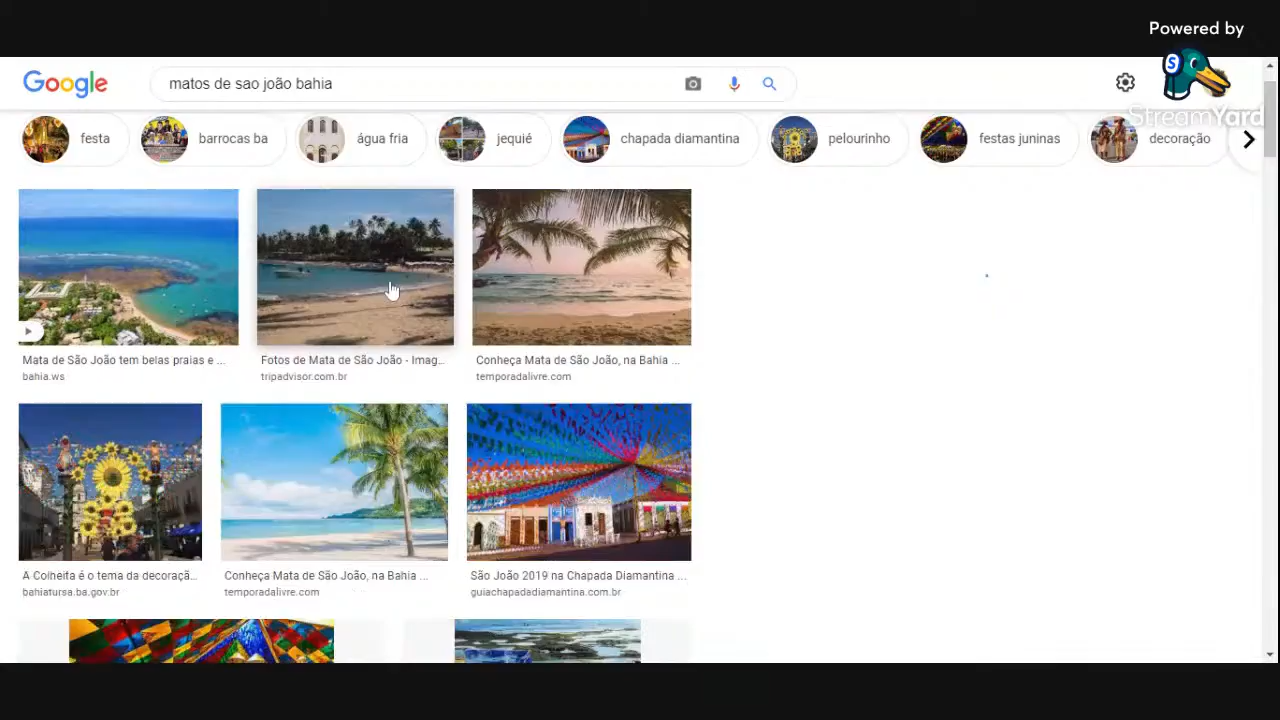 Powered by
StreamYard
Google
matos de sao joão bahia
festa
barrocas ba
água fria
jequié
chapada diamantina
pelourinho
festas juninas
decoração
Mata de São João tem belas praias e ...
bahia.ws
Fotos de Mata de São João - Imag...
tripadvisor.com.br
Conheça Mata de São João, na Bahia ...
temporadalivre.com
A Colheita é o tema da decoraçã...
bahiatursa.ba.gov.br
Conheça Mata de São João, na Bahia ...
temporadalivre.com
São João 2019 na Chapada Diamantina ...
guiachapadadiamantina.com.br